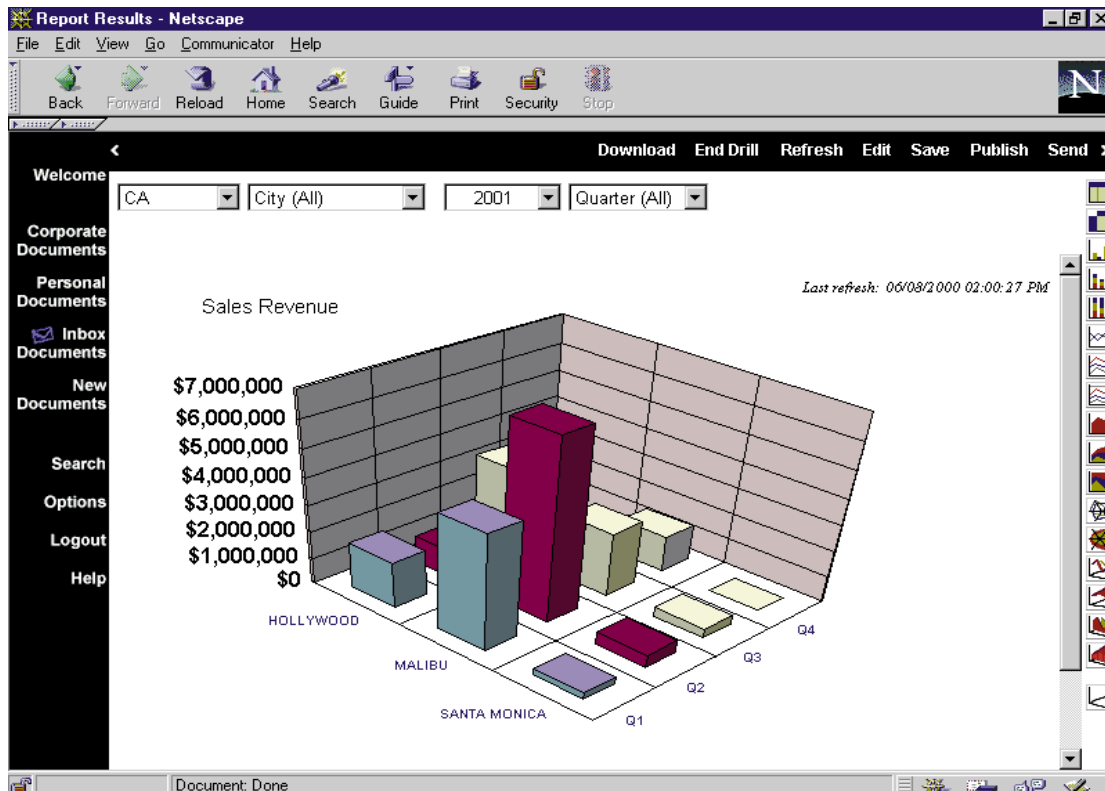 Report Results - Netscape
File Edit View Go Communicator Help
Back Forward Reload Home Search Guide Print Security Stop
N
Download End Drill Refresh Edit Save Publish Send
Welcome
CA City (All) 2001 Quarter (All)
Corporate
Documents
Personal
Documents
Inbox
Documents
New
Documents
Search
Options
Logout
Help
Last refresh: 06/08/2000 02:00:27 PM
Sales Revenue
$7,000,000
$6,000,000
$5,000,000
$4,000,000
$3,000,000
$2,000,000
$1,000,000
$0
HOLLYWOOD
MALIBU
SANTA MONICA
Q1
Q2
Q3
Q4
Document: Done